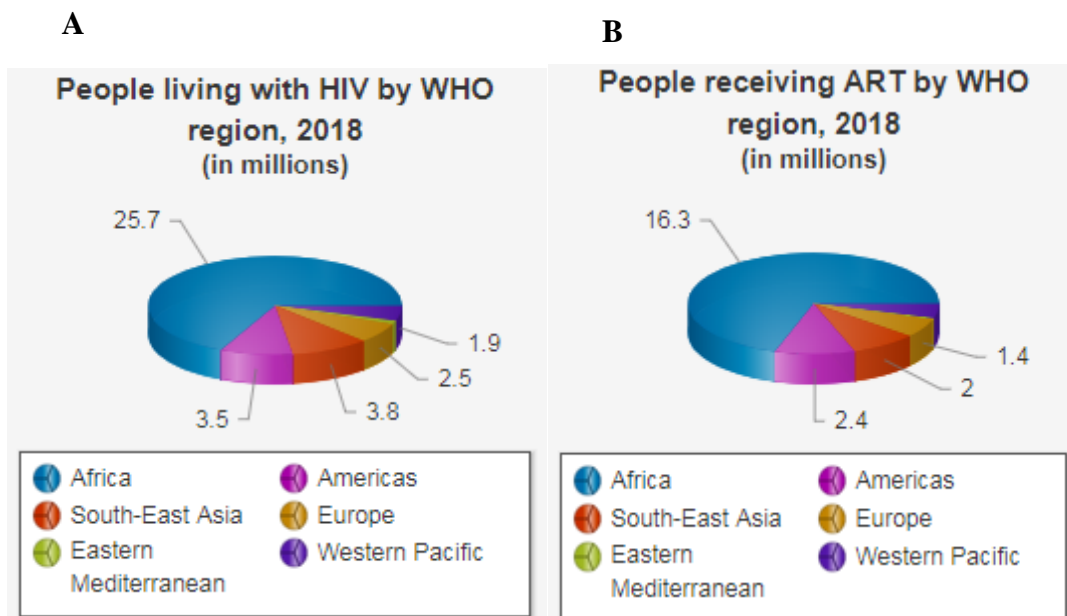 A
People living with HIV by WHO
region, 2018
(in millions)
25.7
1.9
2.5
3.8
3.5
Africa
Americas
South-East Asia
Europe
Eastern
Mediterranean
Western Pacific
B
People receiving ART by WHO
region, 2018
(in millions)
16.3
1.4
2
2.4
Africa
Americas
South-East Asia
Europe
Eastern
Mediterranean
Western Pacific